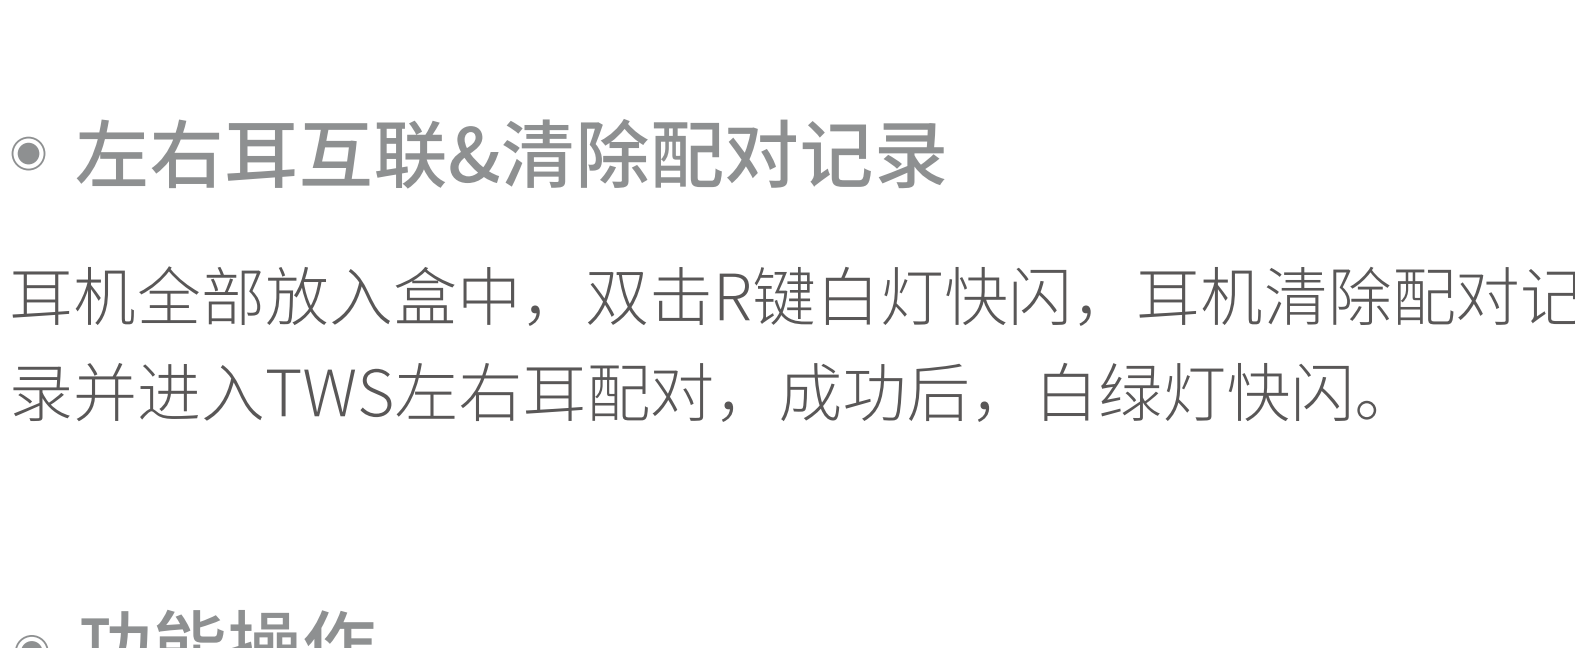 ◉ 左右耳互联&清除配对记录
耳机全部放入盒中，双击R键白灯快闪，耳机清除配对记
录并进入TWS左右耳配对，成功后，白绿灯快闪。
◉ 功能操作